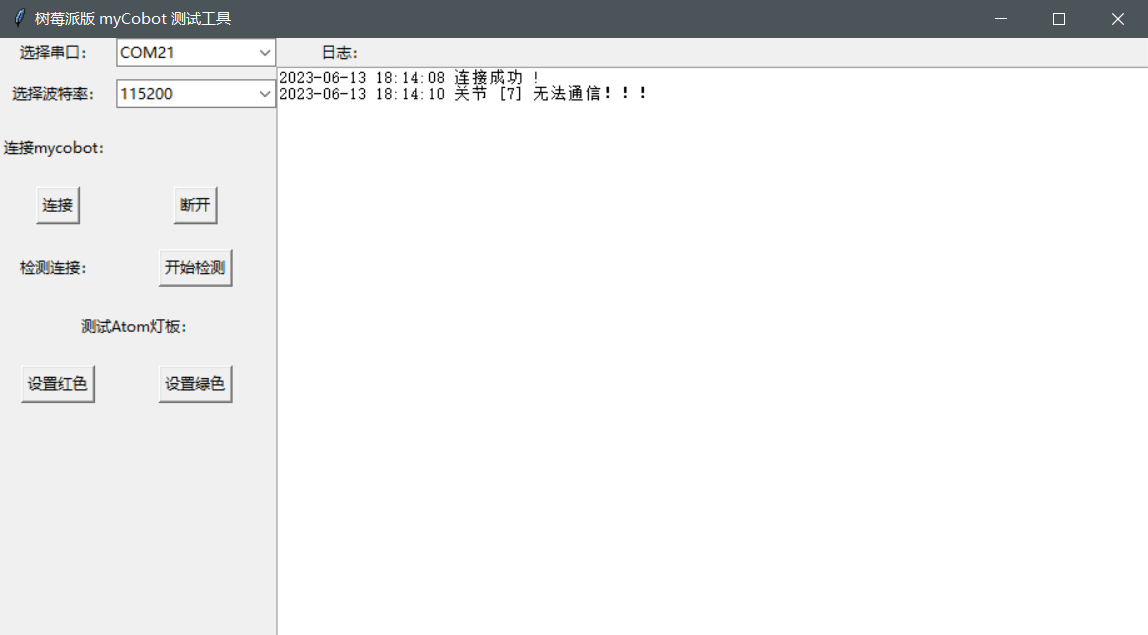 树莓派版 myCobot 测试工具
选择串口： COM21 日志：
选择波特率： 115200
2023-06-13 18:14:08 连接成功 !
2023-06-13 18:14:10 关节 [7] 无法通信！！！
连接mycobot：
连接 断开
检测连接： 开始检测
测试Atom灯板：
设置红色 设置绿色